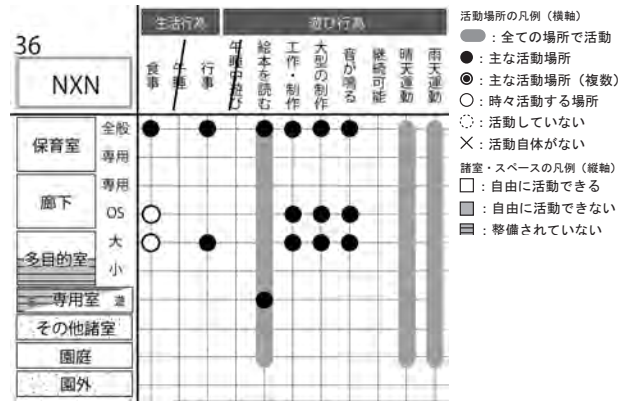 36
NXN
生活行為
遊び行為
食事
午睡
行事
午睡中遊び
絵本を読む
工作・制作
大型の制作
音が鳴る
継続可能
晴天運動
雨天運動
保育室
全般
専用
廊下
専用
OS
多目的室
大
小
専用室
遊
その他諸室
園庭
園外
活動場所の凡例（横軸）
：全ての場所で活動
：主な活動場所
：主な活動場所（複数）
：時々活動する場所
：活動していない
：活動自体がない
諸室・スペースの凡例（縦軸）
：自由に活動できる
：自由に活動できない
：整備されていない